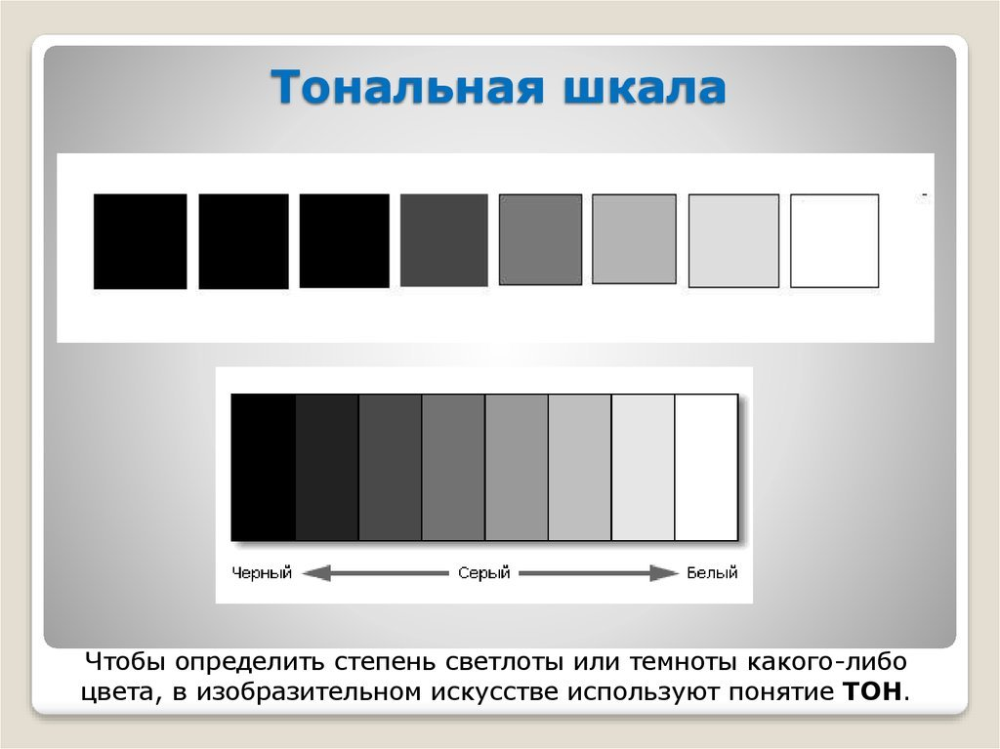 Тональная шкала
Черный Серый Белый
Чтобы определить степень светлоты или темноты какого-либо
цвета, в изобразительном искусстве используют понятие ТОН.